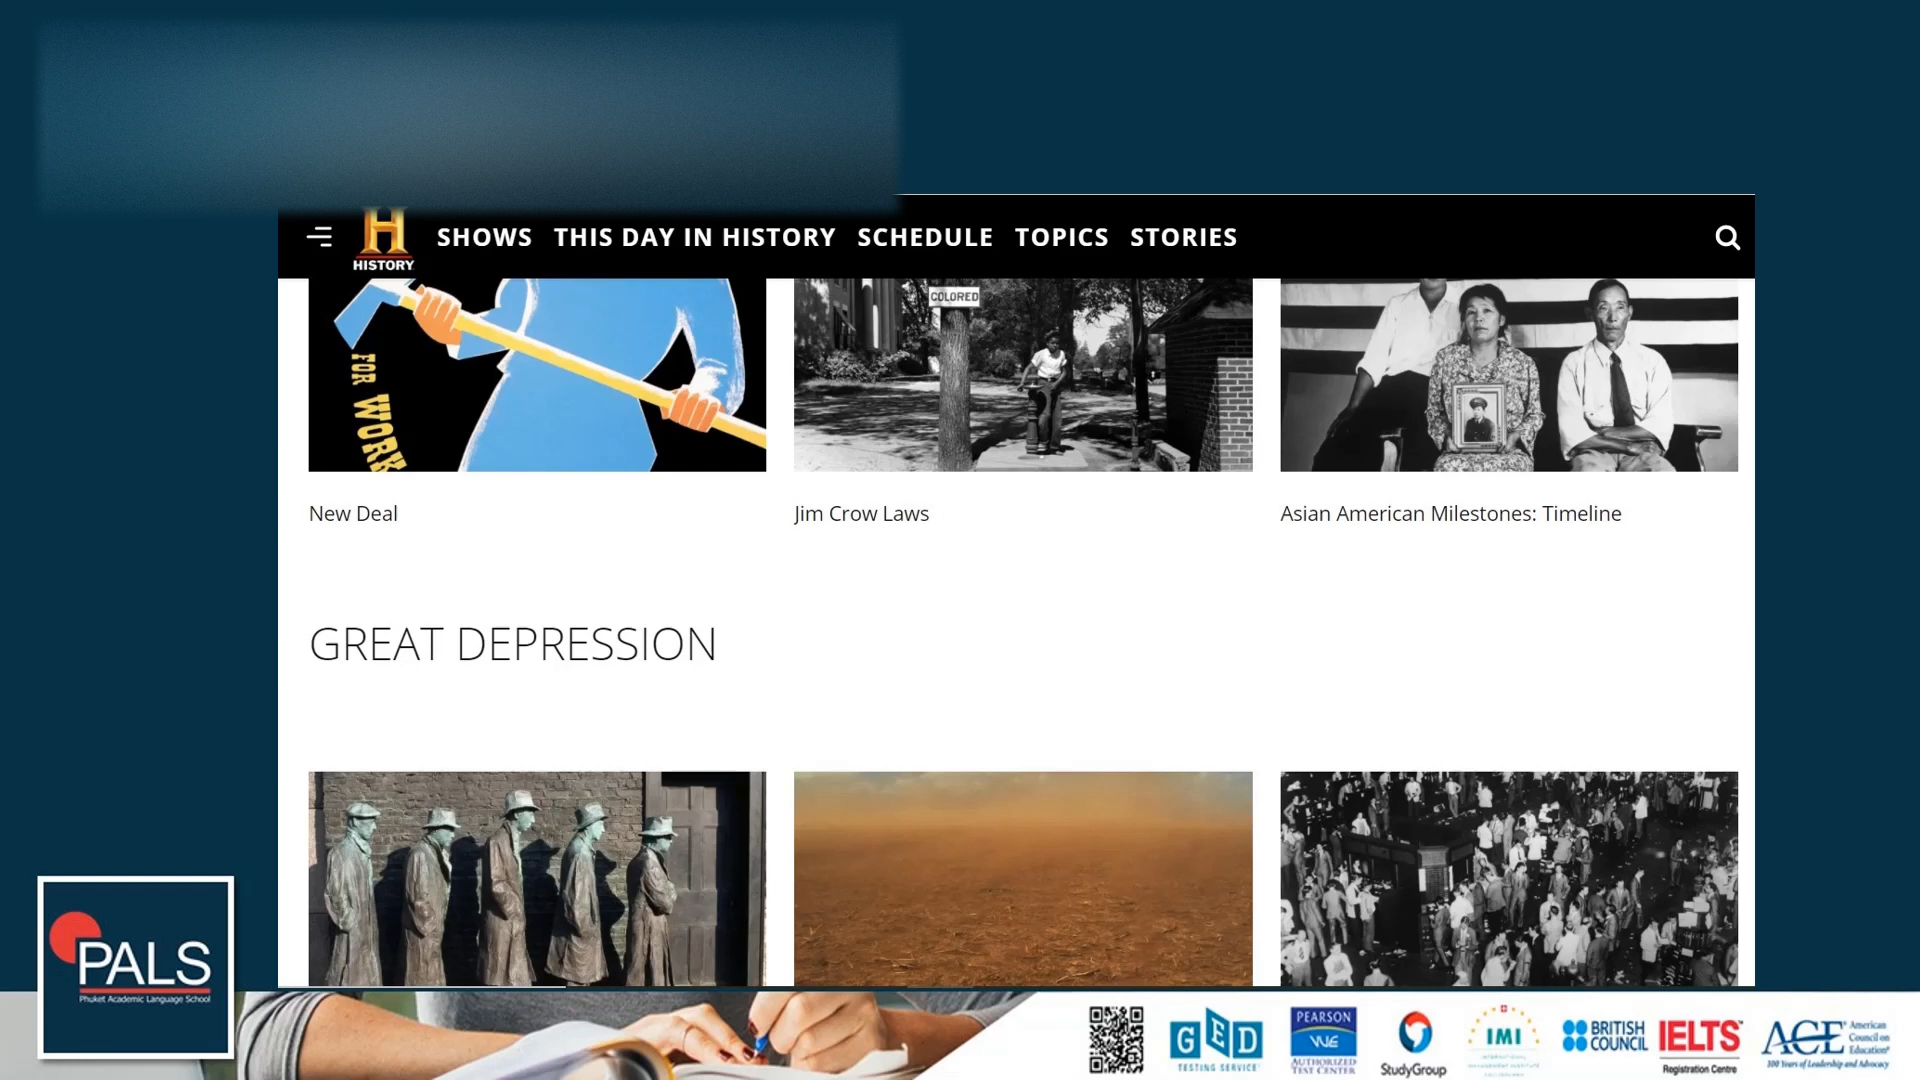 H
HISTORY
SHOWS THIS DAY IN HISTORY SCHEDULE TOPICS STORIES
FOR WORK
COLORED
New Deal
Jim Crow Laws
Asian American Milestones: Timeline
GREAT DEPRESSION
PALS
Phuket Academic Language School
GED
TESTING SERVICE
PEARSON
VUE
AUTHORIZED
TEST CENTER
StudyGroup
IMI
BRITISH
COUNCIL
IELTS™
Registration Centre
ACE®
American
Council on
Education®
100 Years of Leadership and Advocacy